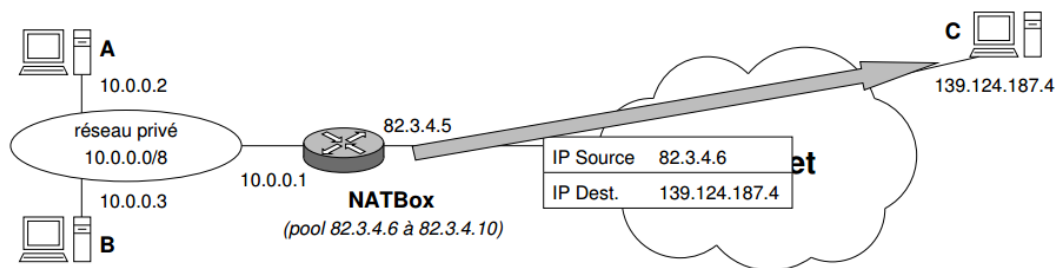 A
10.0.0.2
réseau privé
10.0.0.0/8
10.0.0.3
B
10.0.0.1
82.3.4.5
NATBox
(pool 82.3.4.6 à 82.3.4.10)
IP Source 82.3.4.6
IP Dest. 139.124.187.4
et
C
139.124.187.4